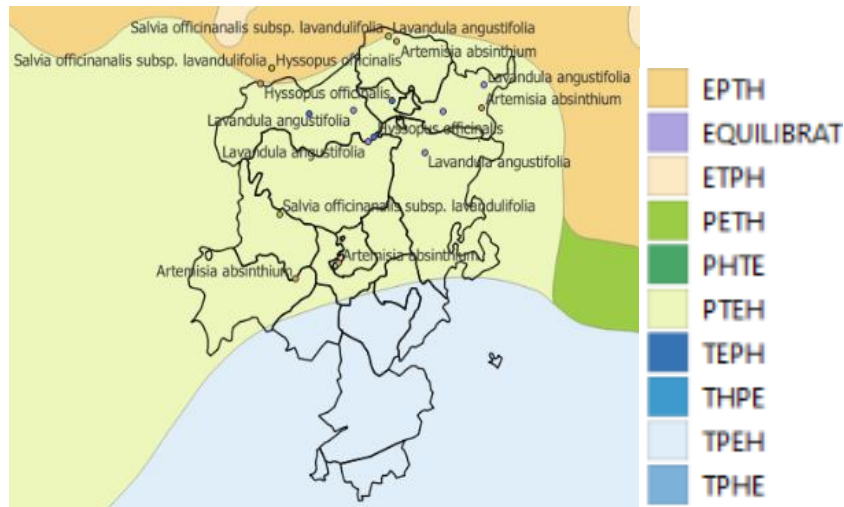 Salvia officinanalis subsp. lavandulifolia
Lavandula angustifolia
Artemisia absinthium
Salvia officinanalis subsp. lavandulifolia
Hyssopus officinalis
Lavandula angustifolia
Hyssopus officinalis
Artemisia absinthium
Lavandula angustifolia
Hyssopus officinalis
Lavandula angustifolia
Lavandula angustifolia
Salvia officinanalis subsp. lavandulifolia
Artemisia absinthium
Artemisia absinthium
EPTH
EQUILIBRAT
ETPH
PETH
PHTE
PTEH
TEPH
THPE
TPEH
TPHE